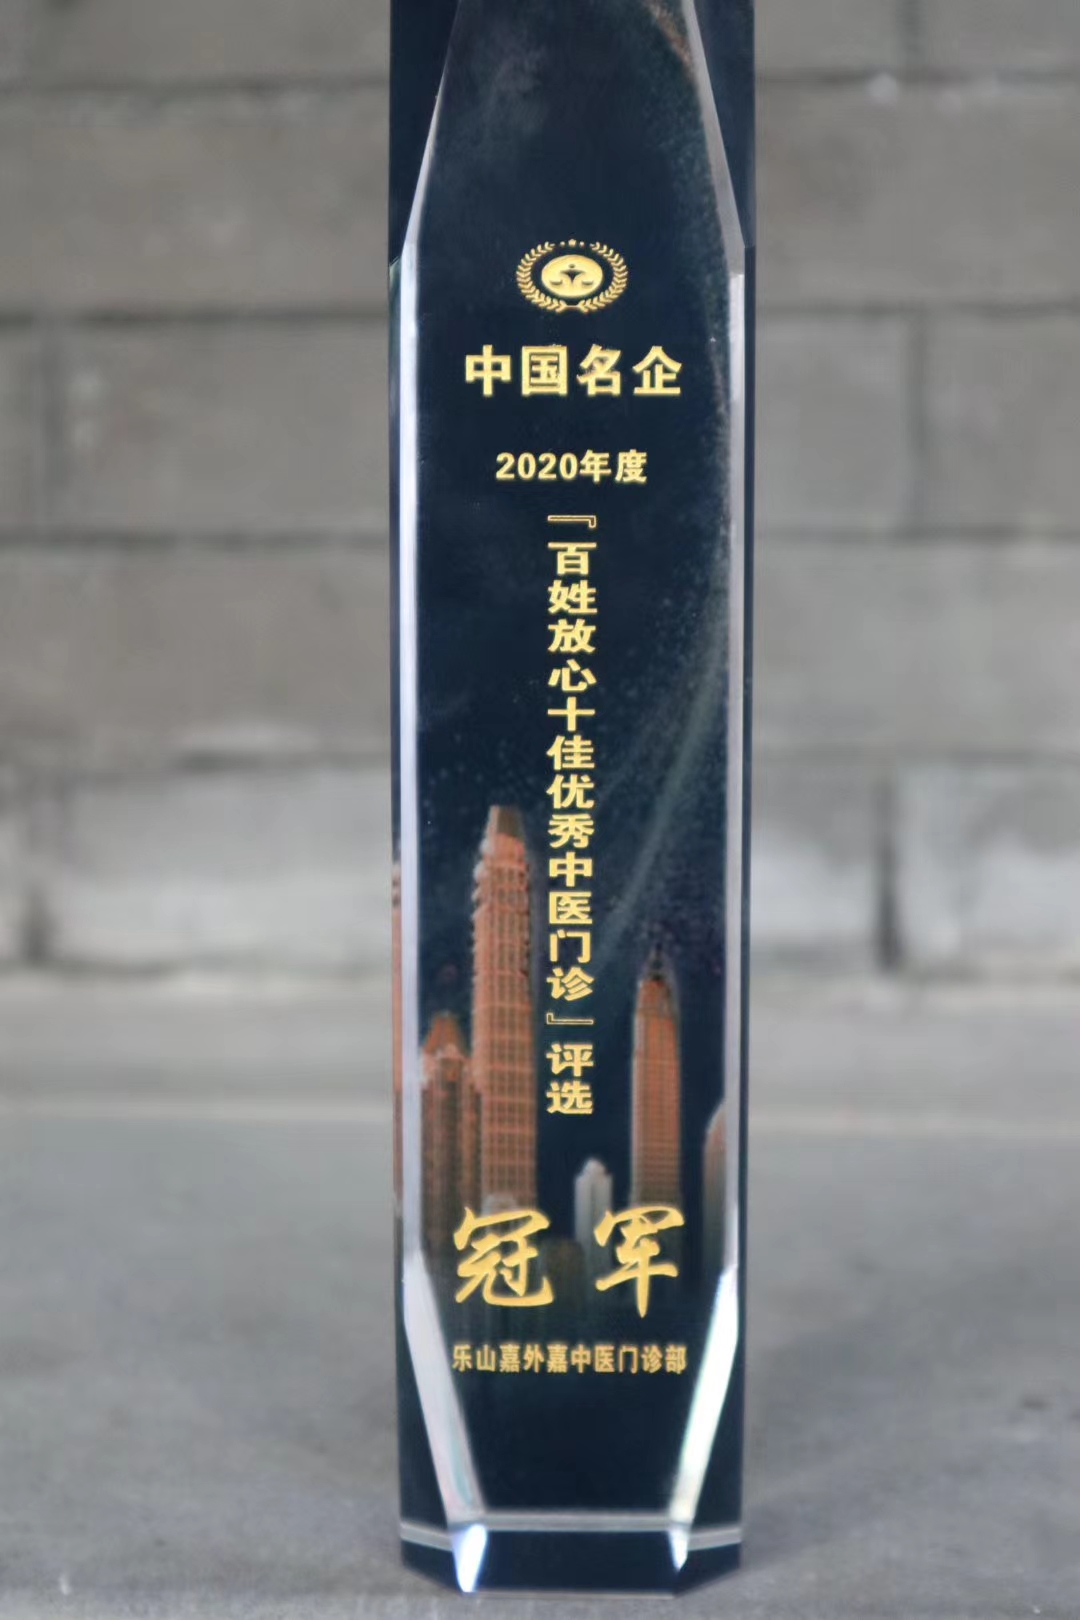 中国名企
2020年度
『百姓放心十佳优秀中医门诊』评选
冠军
乐山嘉外嘉中医门诊部